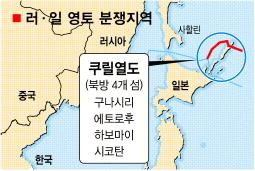 ■ 러·일 영토 분쟁지역
사할린
러시아
쿠릴열도
(북방 4개 섬)
구나시리
에토로후
하보마이
시코탄
일본
중국
한국